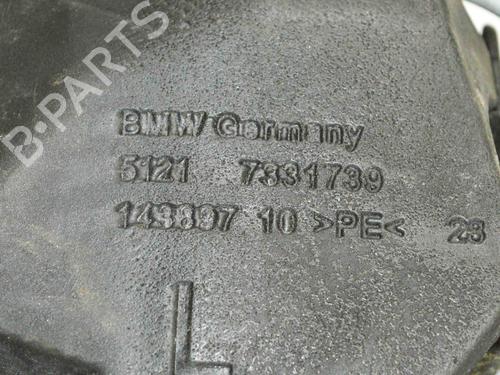 B-PARTS
BMW Germany
5121 7331739
149897 10 >PE< 23
L